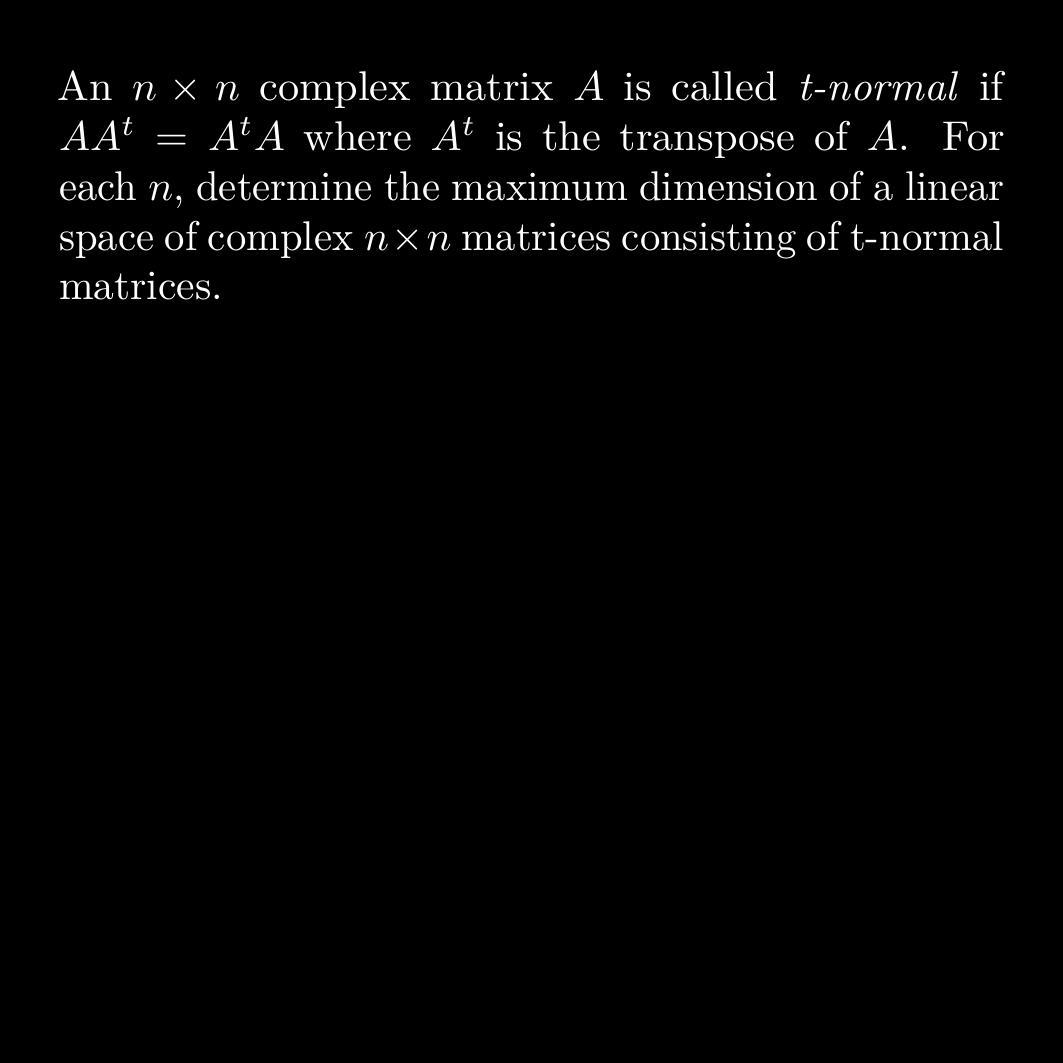 An $n \times n$ complex matrix $A$ is called t-normal if
$AA^t = A^tA$ where $A^t$ is the transpose of $A$. For
each $n$, determine the maximum dimension of a linear
space of complex $n \times n$ matrices consisting of t-normal
matrices.